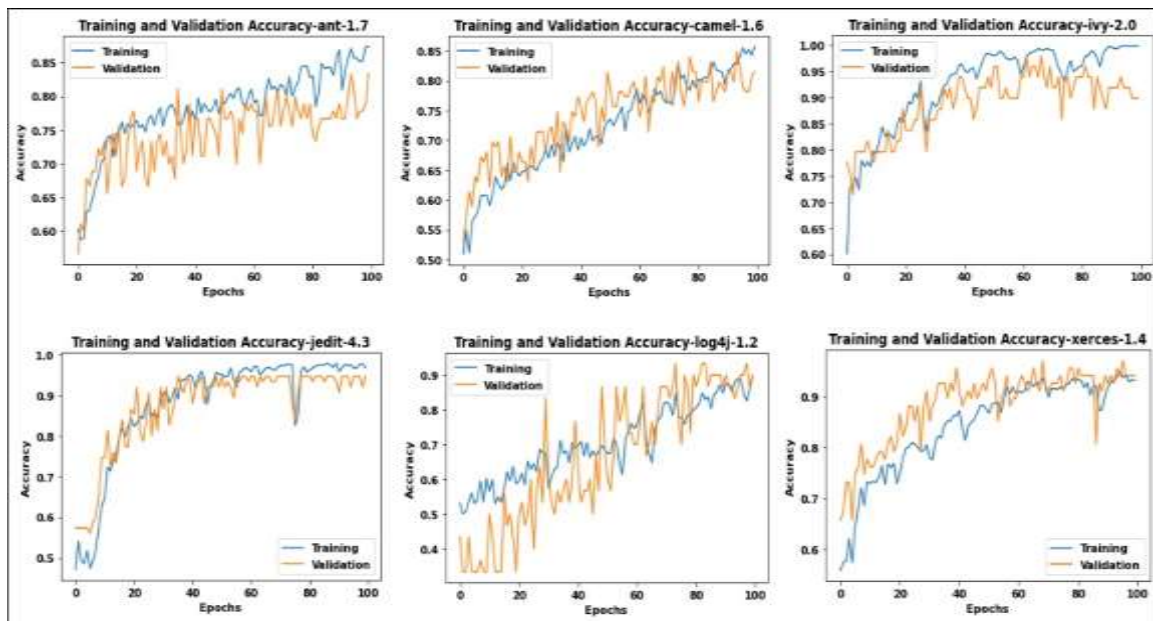 Training and Validation Accuracy-ant-1.7
Training
Validation
0.85
0.80
0.75
0.70
0.65
0.60
Accuracy
0 20 40 60 80 100
Epochs
Training and Validation Accuracy-camel-1.6
Training
Validation
0.85
0.80
0.75
0.70
0.65
0.60
0.55
0.50
Accuracy
0 20 40 60 80 100
Epochs
Training and Validation Accuracy-ivy-2.0
Training
Validation
1.00
0.95
0.90
0.85
0.80
0.75
0.70
0.65
0.60
Accuracy
0 20 40 60 80 100
Epochs
Training and Validation Accuracy-jedit-4.3
1.0
0.9
0.8
0.7
0.6
0.5
Accuracy
Training
Validation
0 20 40 60 80 100
Epochs
Training and Validation Accuracy-log4j-1.2
Training
Validation
0.9
0.8
0.7
0.6
0.5
0.4
Accuracy
0 20 40 60 80 100
Epochs
Training and Validation Accuracy-xerces-1.4
0.9
0.8
0.7
0.6
Accuracy
Training
Validation
0 20 40 60 80 100
Epochs